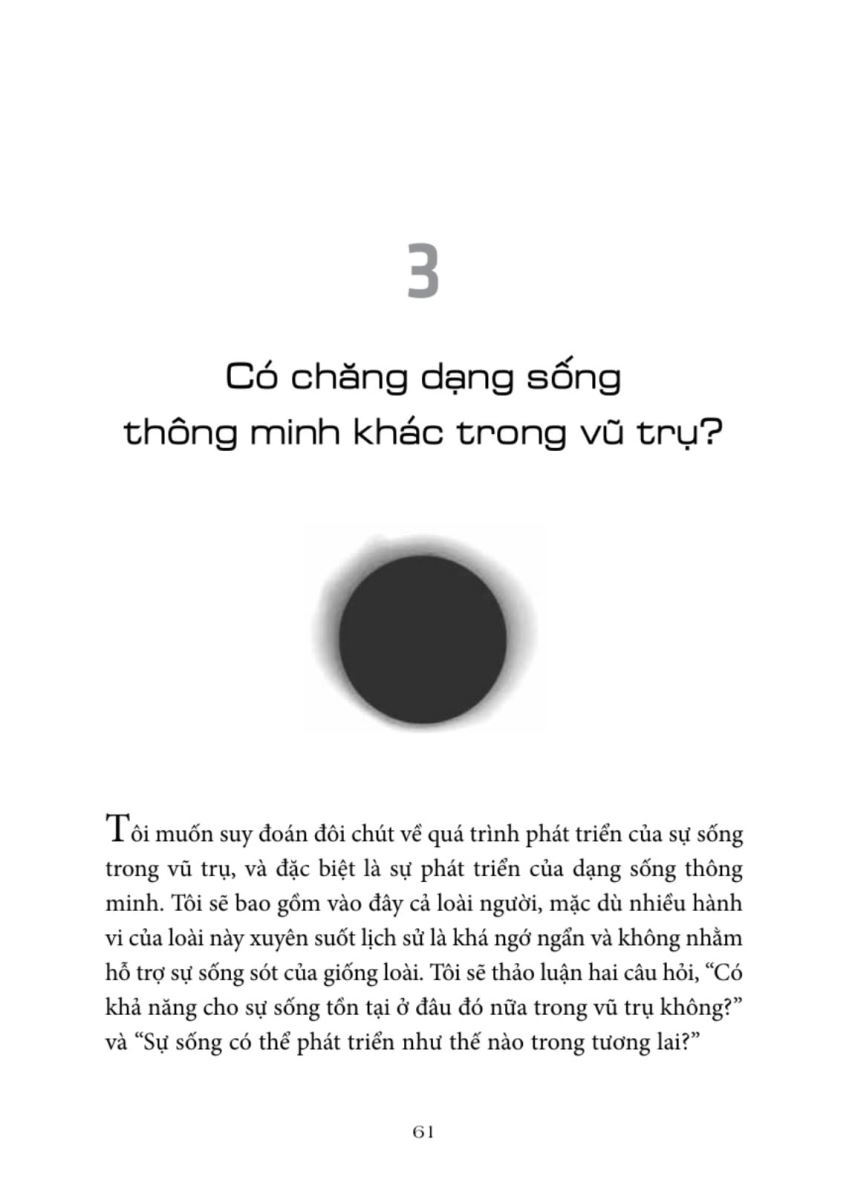 3
Có chăng dạng sống
thông minh khác trong vũ trụ?
Tôi muốn suy đoán đôi chút về quá trình phát triển của sự sống
trong vũ trụ, và đặc biệt là sự phát triển của dạng sống thông
minh. Tôi sẽ bao gồm vào đây cả loài người, mặc dù nhiều hành
vi của loài này xuyên suốt lịch sử là khá ngớ ngẩn và không nhằm
hỗ trợ sự sống sót của giống loài. Tôi sẽ thảo luận hai câu hỏi, “Có
khả năng cho sự sống tồn tại ở đâu đó nữa trong vũ trụ không?”
và “Sự sống có thể phát triển như thế nào trong tương lai?”
61